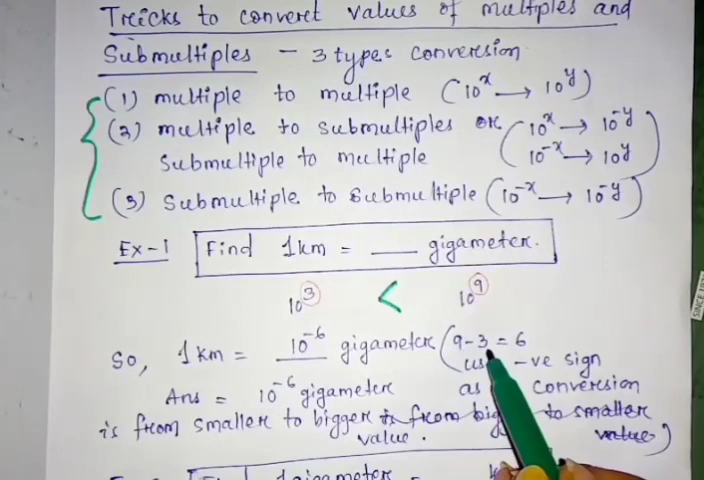 Tricks to convert values of multiples and
Submultiples - 3 types conversion
(1) multiple to multiple (10^x → 10^y)
(2) multiple to submultiples or (10^x → 10^-y
submultiple to multiple 10^-x → 10^y)
(3) Submultiple to submultiple (10^-x → 10^-y)
Ex-1 Find 1km = ___ gigameter.
10^3 < 10^9
So, 1km = 10^-6 gigameter (9-3=6
-ve sign
Ans = 10^-6 gigameter as conversion
is from smaller to bigger from to smaller
value. value)
SINCE